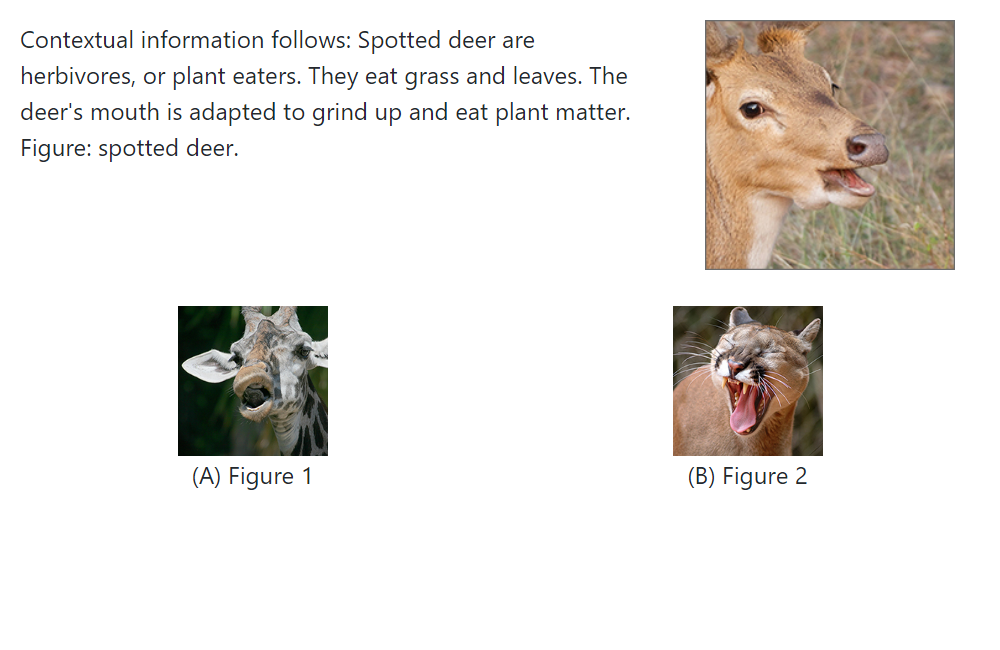 Contextual information follows: Spotted deer are
herbivores, or plant eaters. They eat grass and leaves. The
deer's mouth is adapted to grind up and eat plant matter.
Figure: spotted deer.
(A) Figure 1
(B) Figure 2